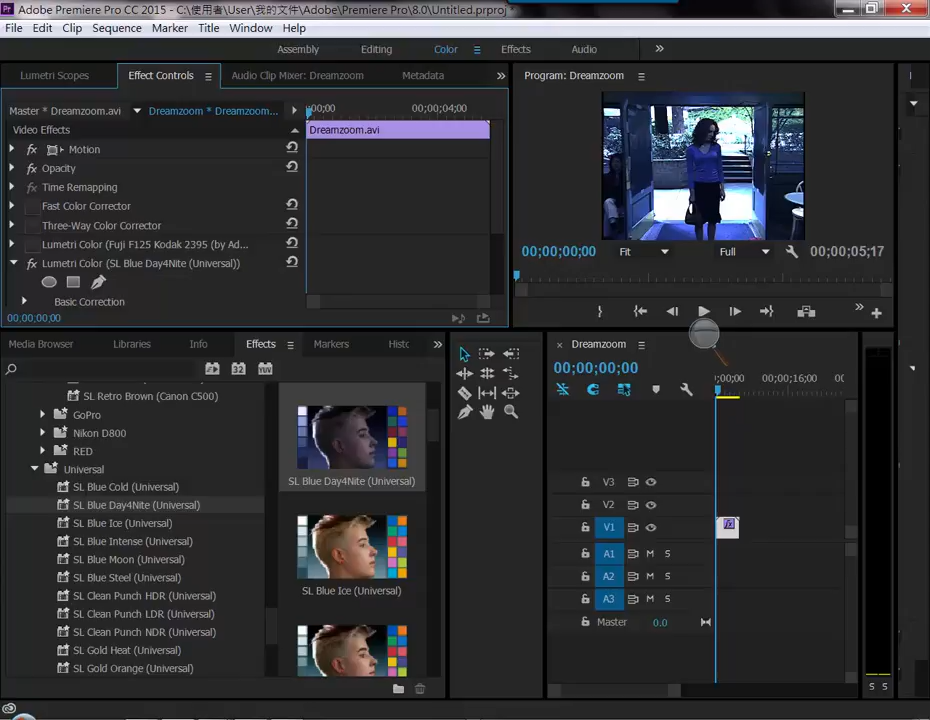 Pr Adobe Premiere Pro CC 2015 - C:\使用者\User\我的文件\Adobe\Premiere Pro\8.0\Untitled.prproj *
File Edit Clip Sequence Marker Title Window Help
Assembly Editing Color Effects Audio
Lumetri Scopes Effect Controls Audio Clip Mixer: Dreamzoom Metadata
Program: Dreamzoom
Master * Dreamzoom.avi Dreamzoom * Dreamzoom...
;00;00 00;00;04;00
Video Effects
Dreamzoom.avi
fx Motion
fx Opacity
fx Time Remapping
Fast Color Corrector
Three-Way Color Corrector
Lumetri Color (Fuji F125 Kodak 2395 (by Ad...
fx Lumetri Color (SL Blue Day4Nite (Universal))
Basic Correction
00;00;00;00
00;00;00;00 Fit Full 00;00;05;17
Media Browser Libraries Info Effects Markers Histc
32 YUV
SL Retro Brown (Canon C500)
GoPro
Nikon D800
RED
Universal
SL Blue Cold (Universal)
SL Blue Day4Nite (Universal)
SL Blue Ice (Universal)
SL Blue Intense (Universal)
SL Blue Moon (Universal)
SL Blue Steel (Universal)
SL Clean Punch HDR (Universal)
SL Clean Punch LDR (Universal)
SL Clean Punch NDR (Universal)
SL Gold Heat (Universal)
SL Gold Orange (Universal)
SL Blue Day4Nite (Universal)
SL Blue Ice (Universal)
Dreamzoom
00;00;00;00
;00;00 00;00;16;00 00
V3
V2
V1 fx
A1 M S
A2 M S
A3 M S
Master 0.0
S S